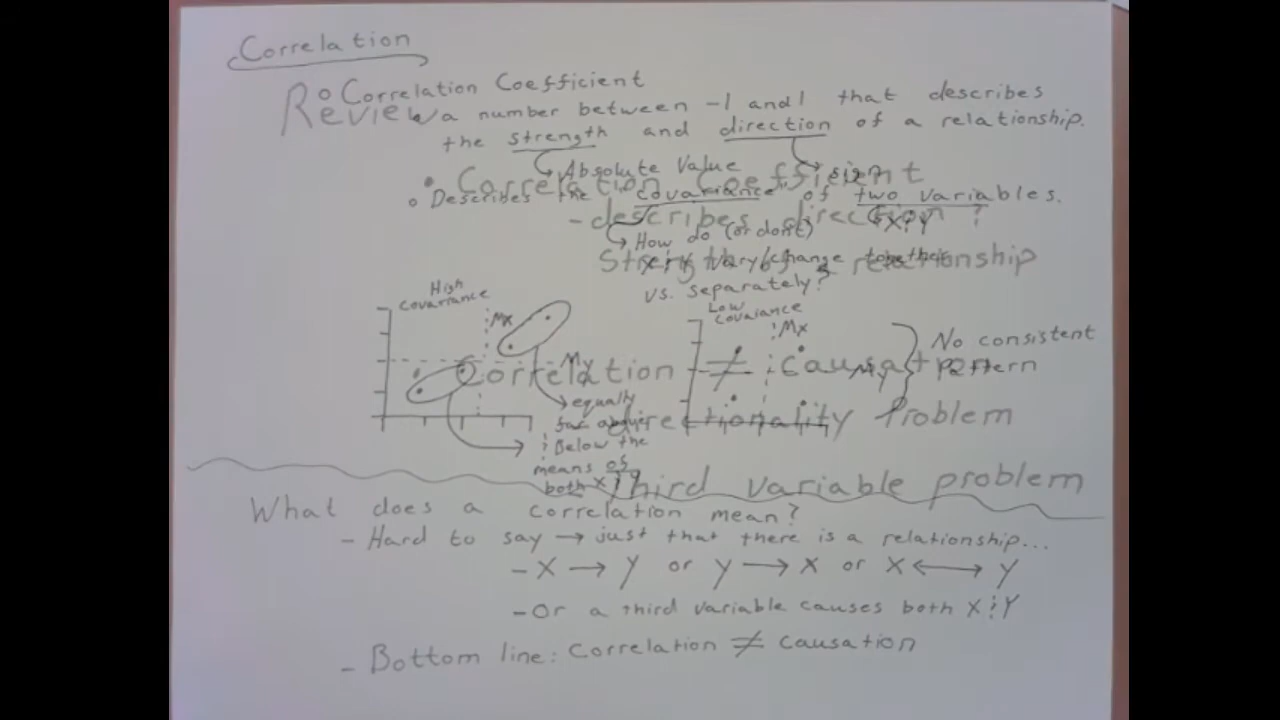 Correlation
Review
o Correlation Coefficient
↳ a number between -1 and 1 that describes
the strength and direction of a relationship.
↳ Absolute Value
sign
• Correlation Coefficient
o Describes the covariance of two variables.
- describes direction &
X & Y
↳ How do (or don't)
X & Y vary/change together
Strength relationship
vs. separately?
High
covariance
Mx
My
equally
Below the
means of
both X & Y
Low
covariance
Mx
My
No consistent
pattern
Correlation ≠ causation
directionality Problem
Third variable problem
What does a correlation mean?
- Hard to say → just that there is a relationship...
- X → Y or Y → X or X ↔ Y
- Or a third variable causes both X & Y
- Bottom line: Correlation ≠ causation